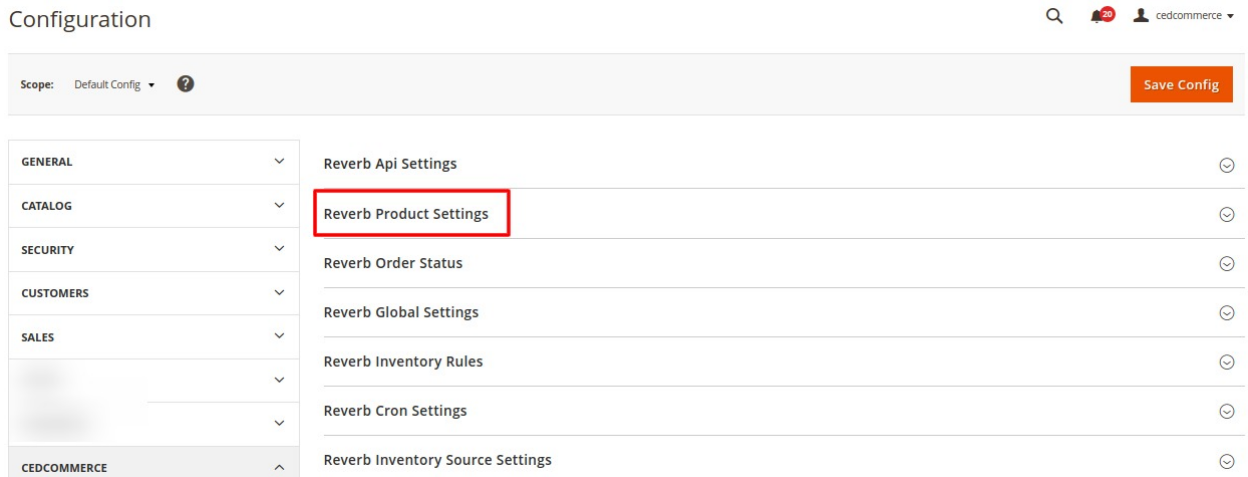 Configuration
20
cedcommerce
Scope: Default Config ?
Save Config
GENERAL
CATALOG
SECURITY
CUSTOMERS
SALES
CEDCOMMERCE
Reverb Api Settings
Reverb Product Settings
Reverb Order Status
Reverb Global Settings
Reverb Inventory Rules
Reverb Cron Settings
Reverb Inventory Source Settings